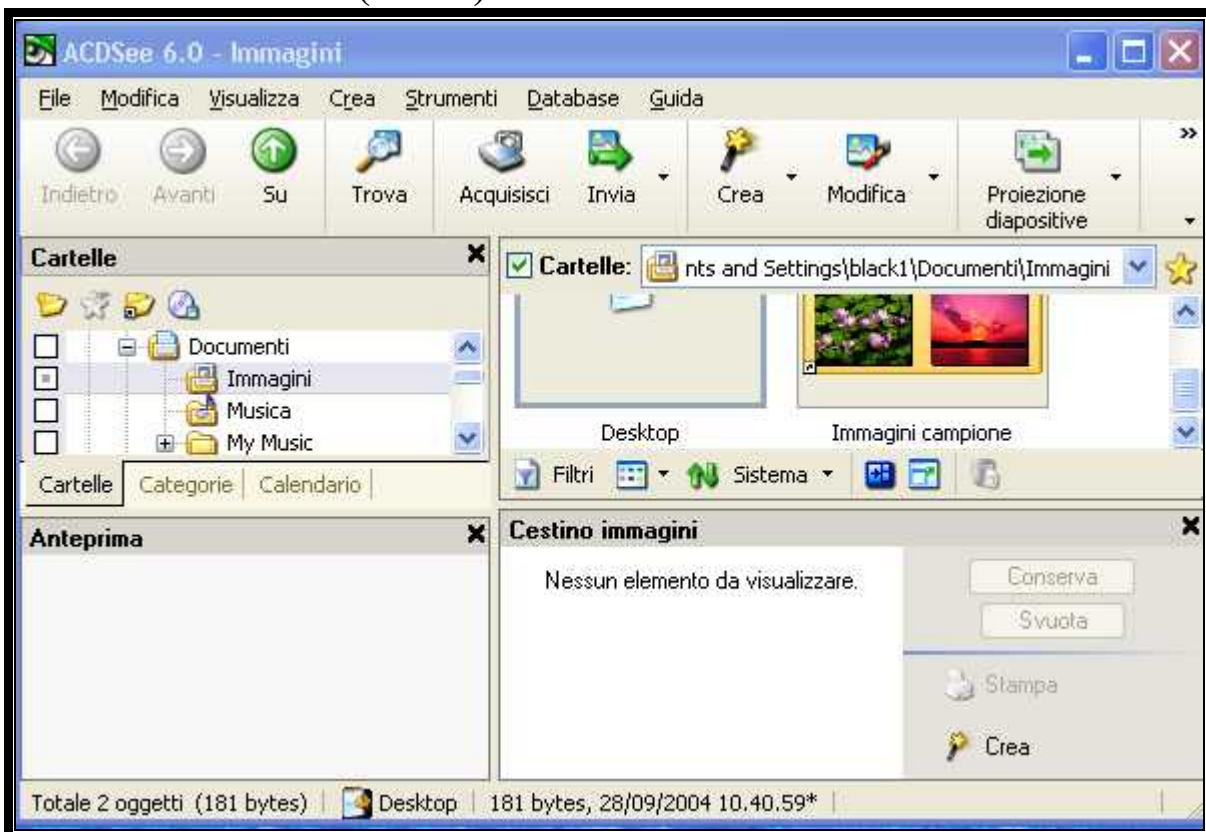 ACDSee 6.0 - Immagini
File Modifica Visualizza Crea Strumenti Database Guida
Indietro Avanti Su Trova Acquisisci Invia Crea Modifica Proiezione diapositive
Cartelle
Documenti
Immagini
Musica
My Music
Cartelle Categorie Calendario
Cartelle: nts and Settings\black1\Documenti\Immagini
Desktop Immagini campione
Filtri Sistema
Anteprima
Cestino immagini
Nessun elemento da visualizzare.
Conserva
Svuota
Stampa
Crea
Totale 2 oggetti (181 bytes) Desktop 181 bytes, 28/09/2004 10.40.59*